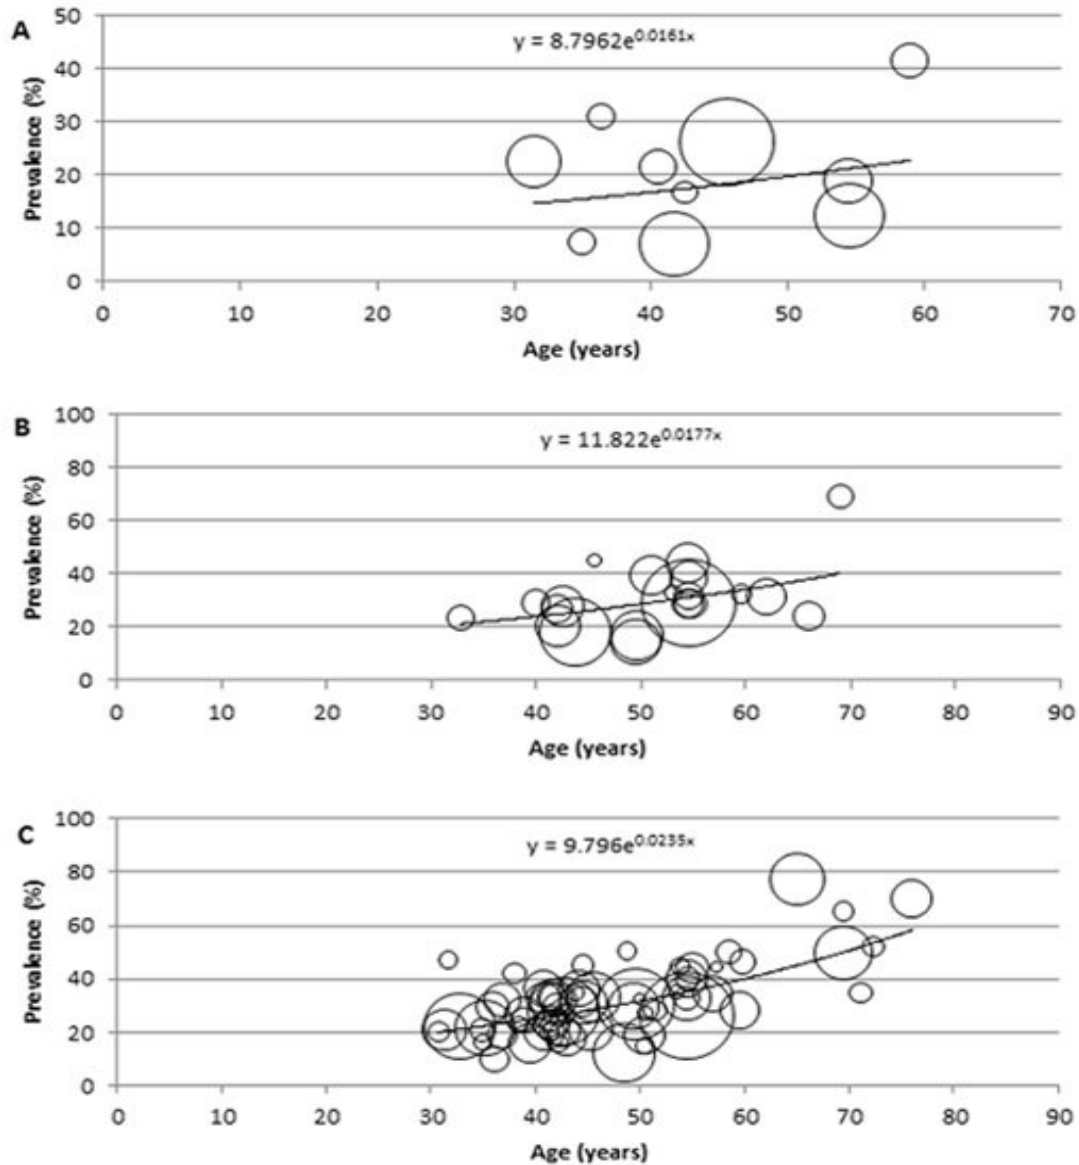 A
y = 8.7962e^0.0161x
Prevalence (%)
50
40
30
20
10
0
0 10 20 30 40 50 60 70
Age (years)
B
y = 11.822e^0.0177x
Prevalence (%)
100
80
60
40
20
0
0 10 20 30 40 50 60 70 80 90
Age (years)
C
y = 9.796e^0.0235x
Prevalence (%)
100
80
60
40
20
0
0 10 20 30 40 50 60 70 80 90
Age (years)